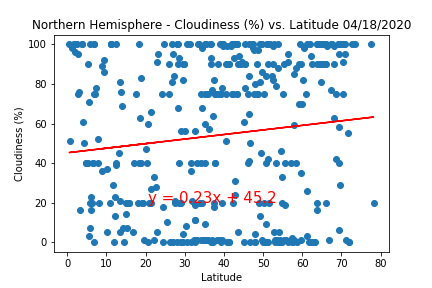 Northern Hemisphere - Cloudiness (%) vs. Latitude 04/18/2020
100
80
60
40
20
0
Cloudiness (%)
y = 0.23x + 45.2
0 10 20 30 40 50 60 70 80
Latitude